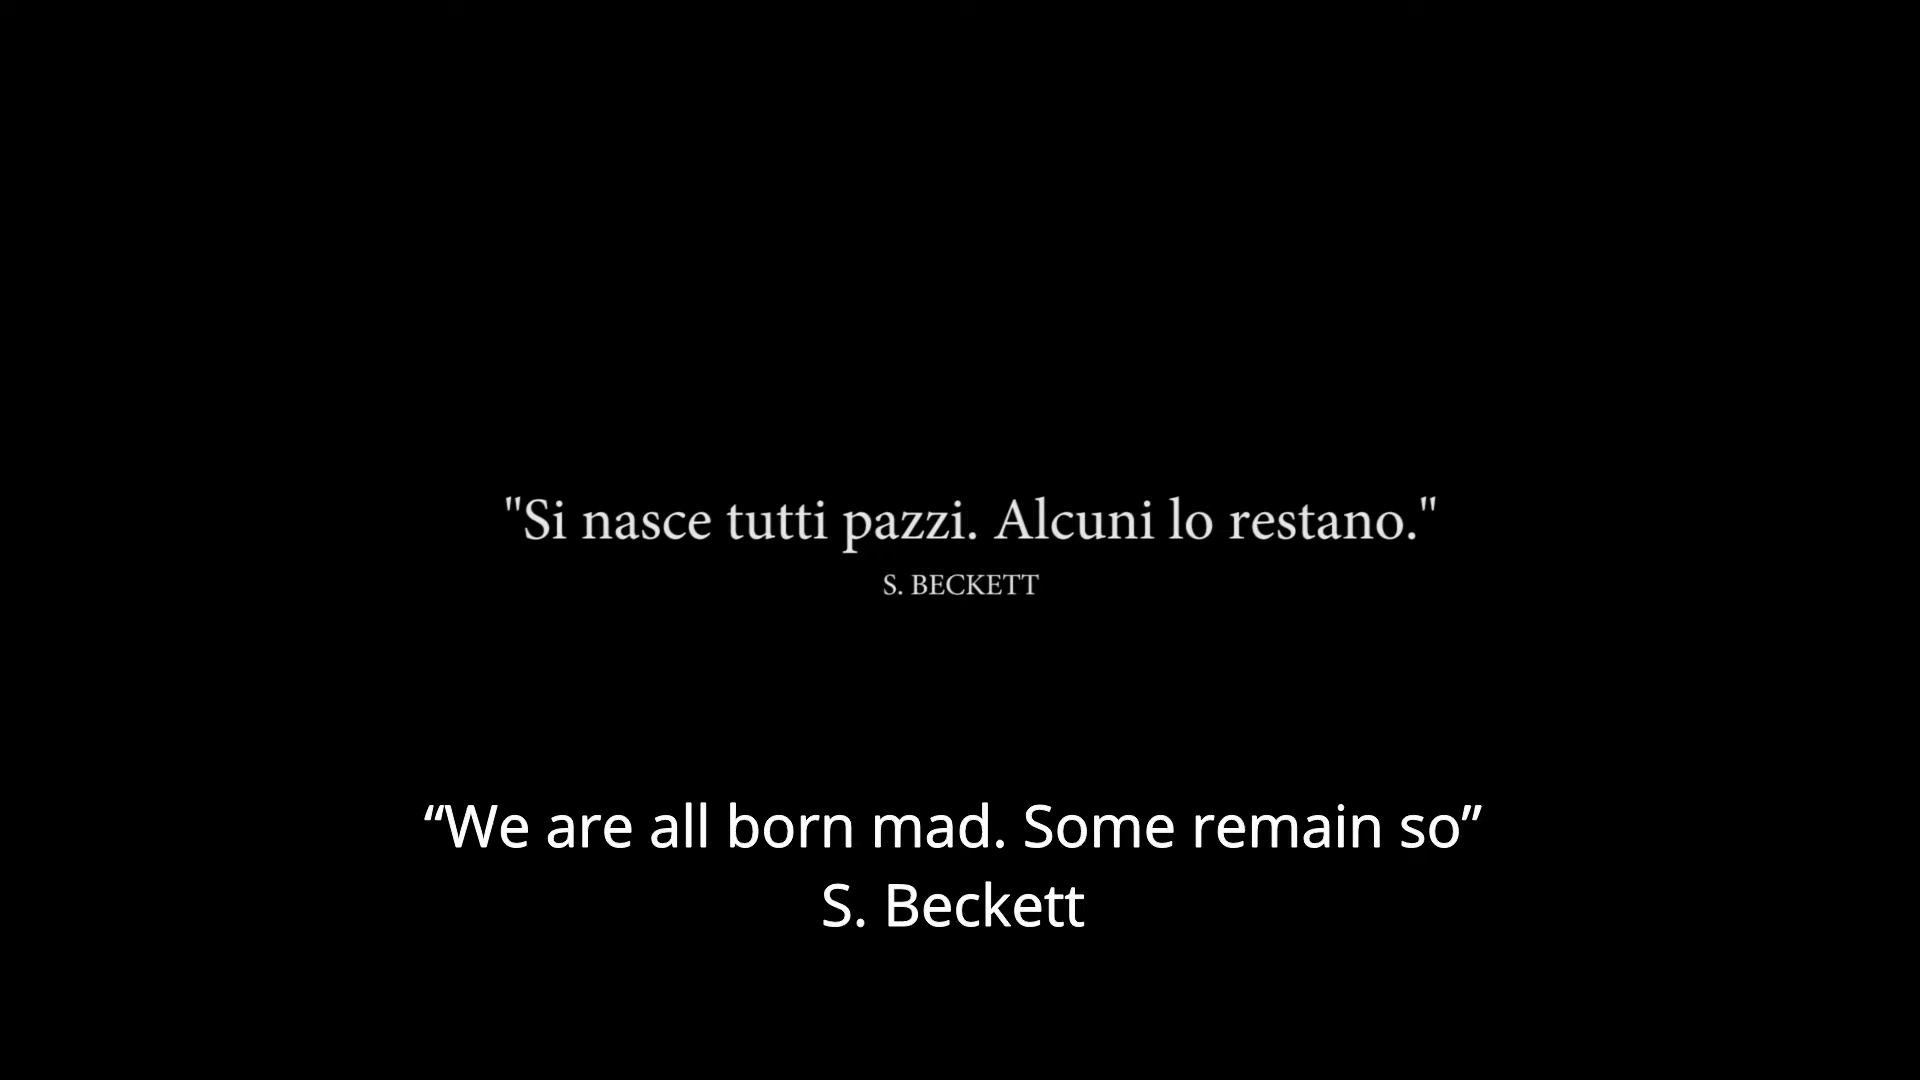 "Si nasce tutti pazzi. Alcuni lo restano."
S. BECKETT
“We are all born mad. Some remain so”
S. Beckett